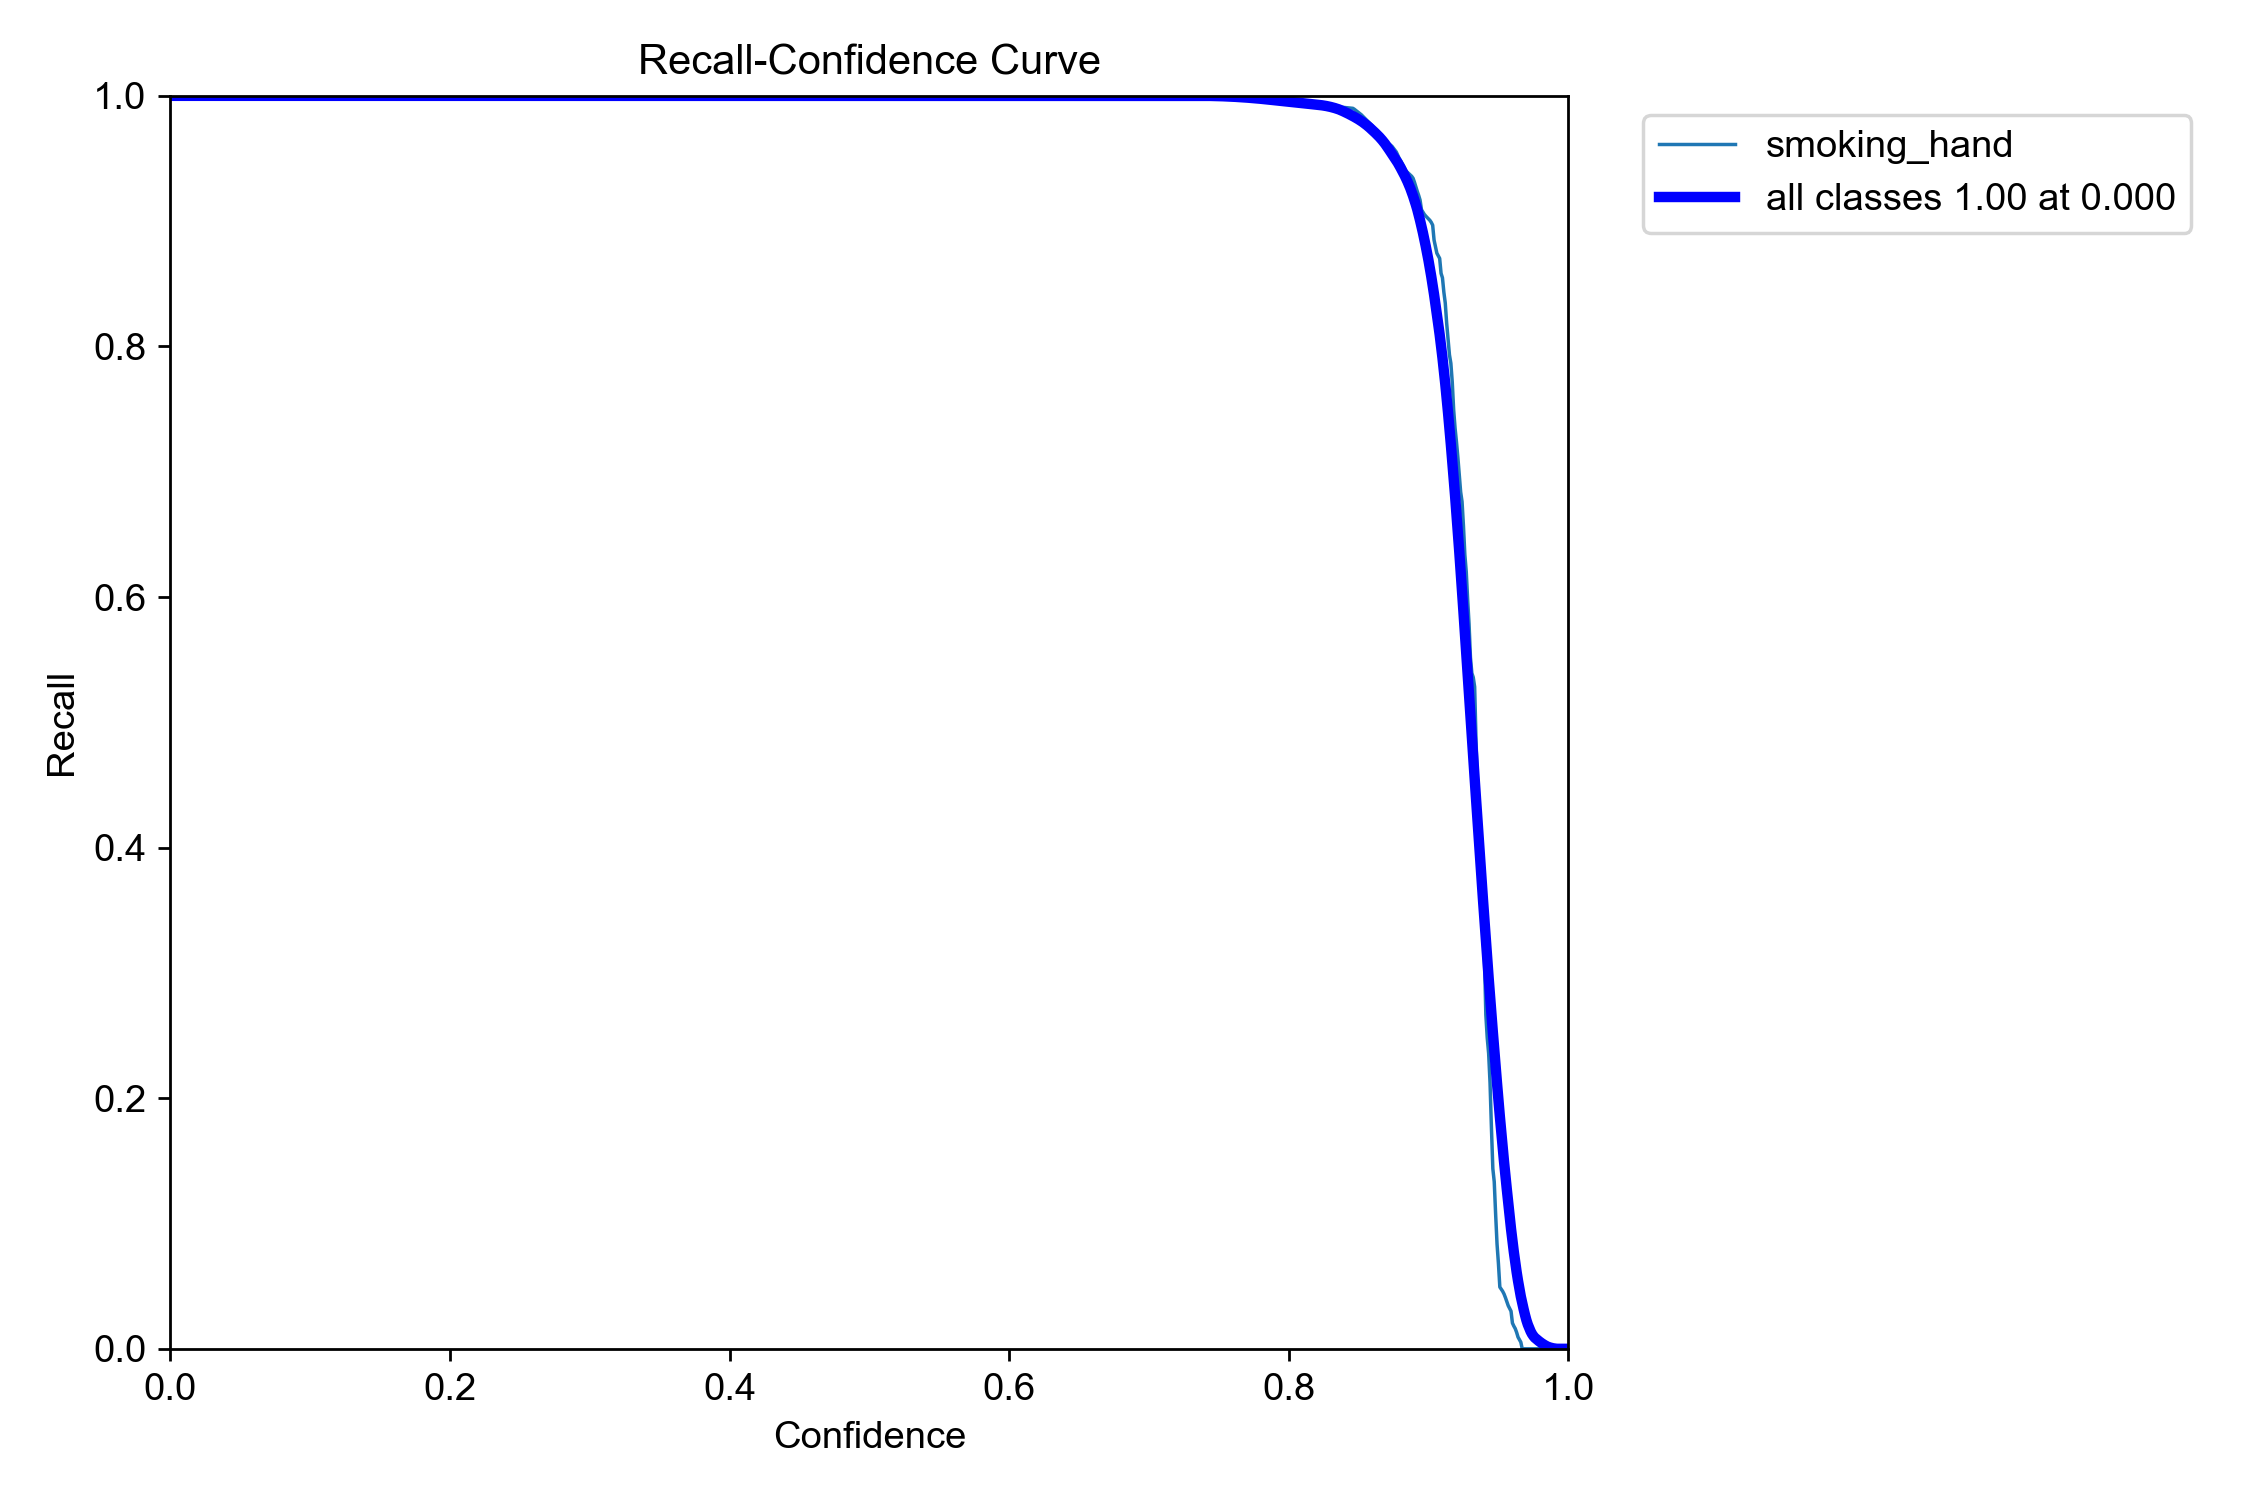 Recall-Confidence Curve
1.0
0.8
0.6
0.4
0.2
0.0
Recall
0.0 0.2 0.4 0.6 0.8 1.0
Confidence
smoking_hand
all classes 1.00 at 0.000